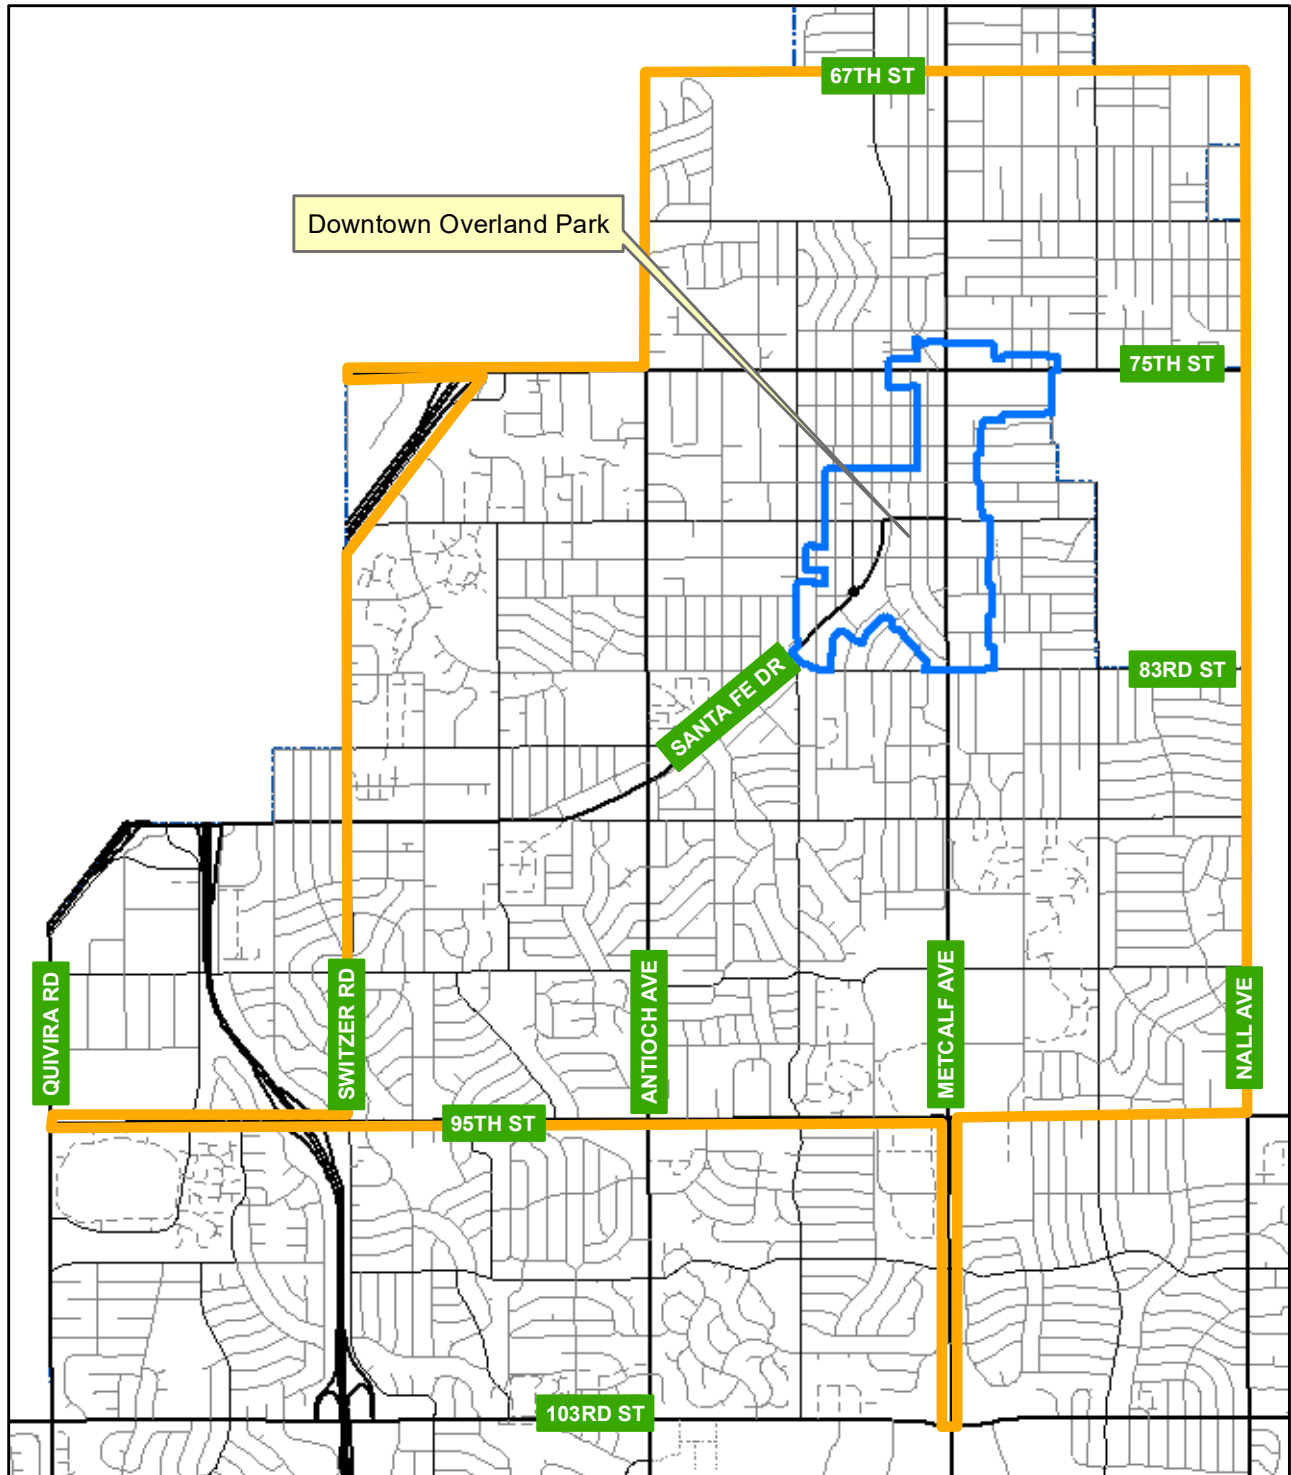 67TH ST
Downtown Overland Park
75TH ST
83RD ST
SANTA FE DR
QUIVIRA RD
SWITZER RD
ANTIOCH AVE
METCALF AVE
NALL AVE
95TH ST
103RD ST